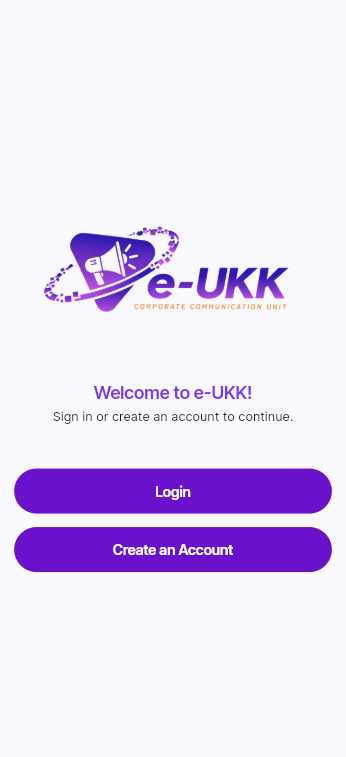 e-UKK
CORPORATE COMMUNICATION UNIT
Welcome to e-UKK!
Sign in or create an account to continue.
Login
Create an Account